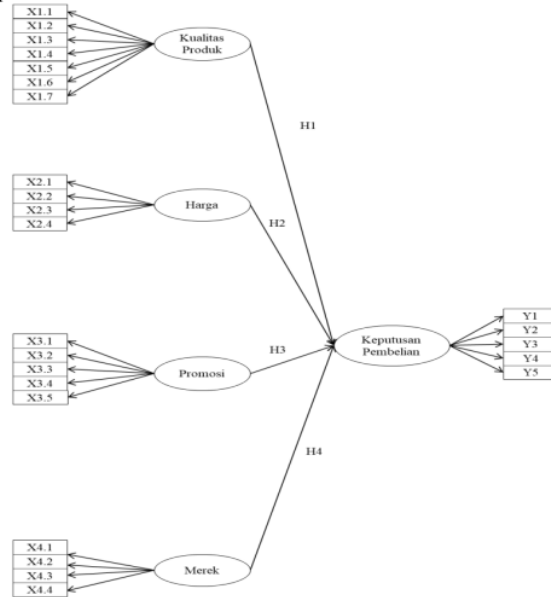 X1.1
X1.2
X1.3
X1.4
X1.5
X1.6
X1.7
Kualitas
Produk
H1
X2.1
X2.2
X2.3
X2.4
Harga
H2
X3.1
X3.2
X3.3
X3.4
X3.5
Promosi
H3
Keputusan
Pembelian
Y1
Y2
Y3
Y4
Y5
H4
X4.1
X4.2
X4.3
X4.4
Merek